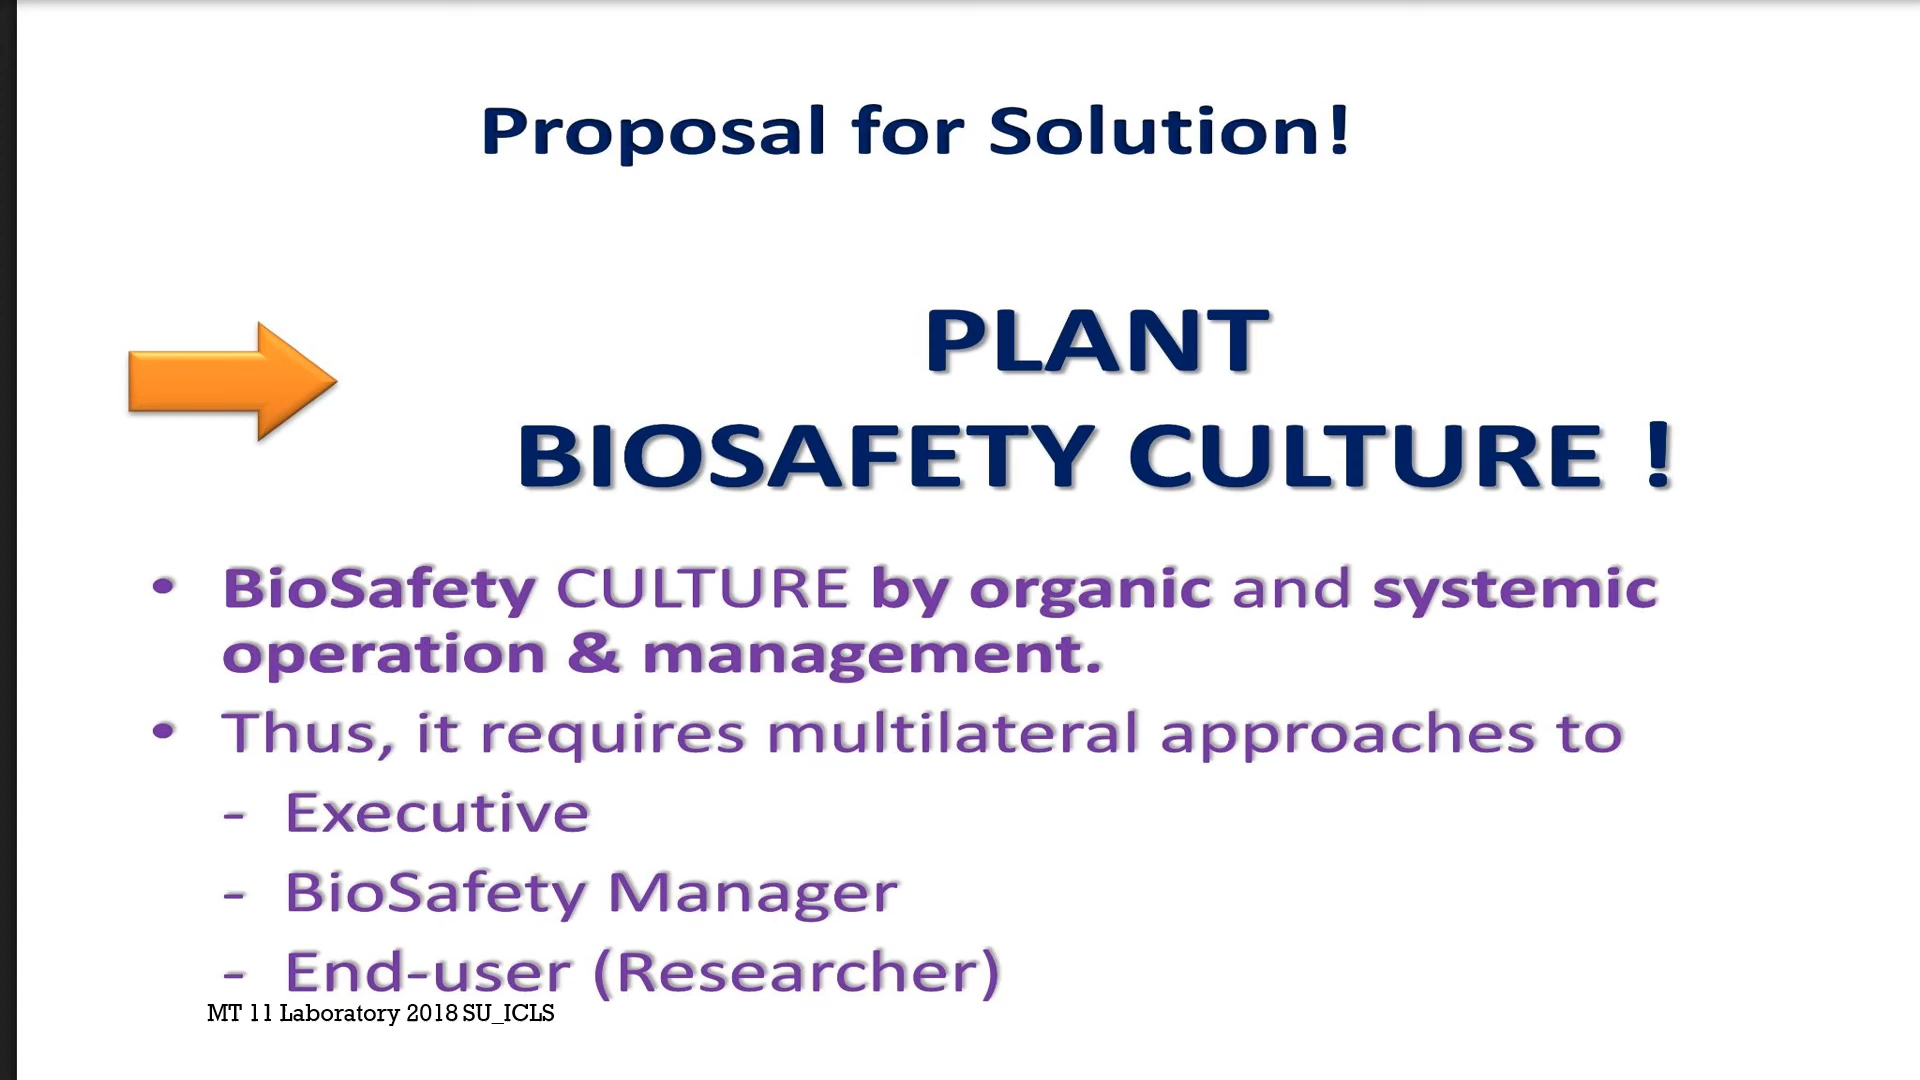 Proposal for Solution!
PLANT
BIOSAFETY CULTURE !
• BioSafety CULTURE by organic and systemic
operation & management.
• Thus, it requires multilateral approaches to
- Executive
- BioSafety Manager
- End-user (Researcher)
MT 11 Laboratory 2018 SU_ICLS